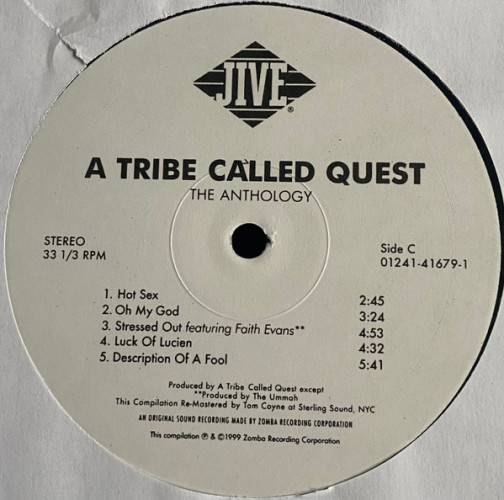 JIVE®
A TRIBE CALLED QUEST
THE ANTHOLOGY
STEREO
33 1/3 RPM
Side C
01241-41679-1
1. Hot Sex 2:45
2. Oh My God 3:24
3. Stressed Out featuring Faith Evans** 4:53
4. Luck Of Lucien 4:32
5. Description Of A Fool 5:41
Produced by A Tribe Called Quest except
**Produced by The Ummah
This Compilation Re-Mastered by Tom Coyne at Sterling Sound, NYC
AN ORIGINAL SOUND RECORDING MADE BY ZOMBA RECORDING CORPORATION
This compilation ℗ & ©1999 Zomba Recording Corporation